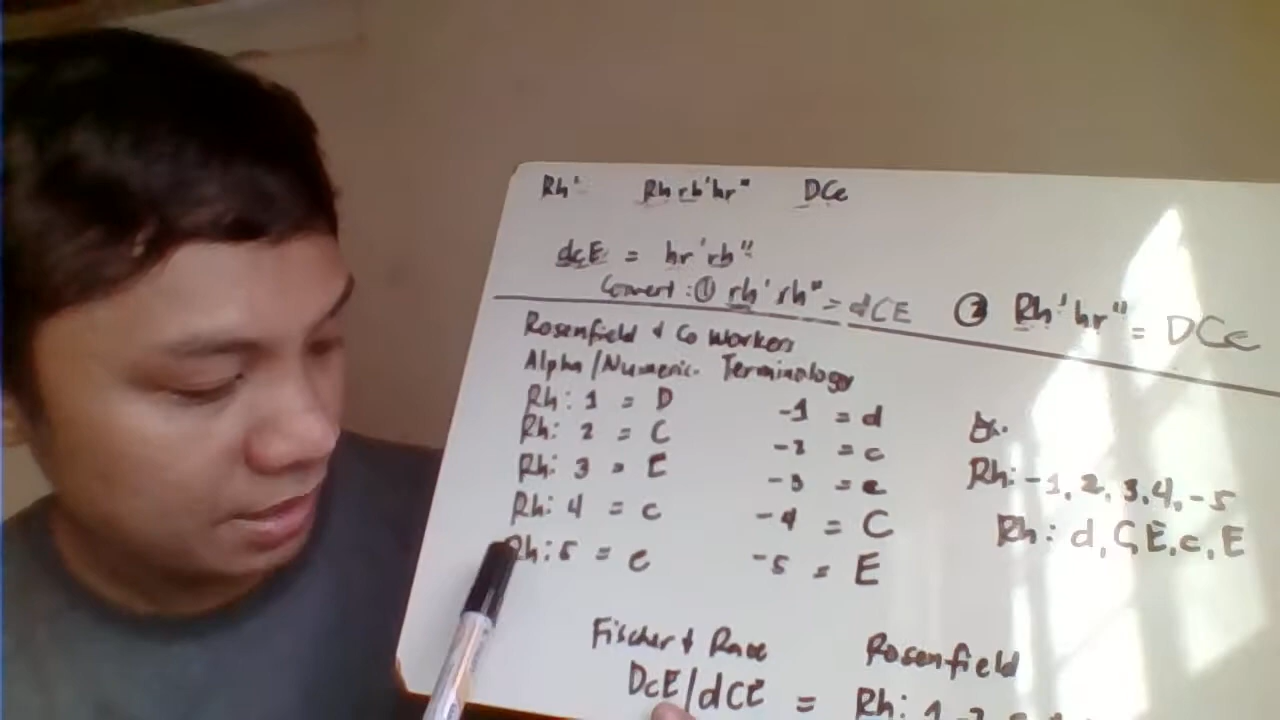 Rh' Rh rh'hr" DCe
dcE = hr'rh"
Convert: ① rh'rh" = dCE ② Rh'hr" = DCe
Rosenfield & Co Workers
Alpha/Numeric Terminology
Rh: 1 = D -1 = d
Rh: 2 = C -2 = c
Rh: 3 = E -3 = e
Rh: 4 = c -4 = C
Rh: 5 = e -5 = E
Rh: -1, 2, 3, 4, -5
Rh: d, C, E, c, E
Fischer & Race Rosenfield
DcE/dCE = Rh: 1